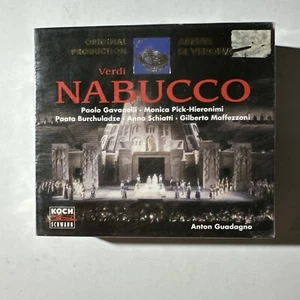 ORIGINAL PRODUCTION
ARENA DI VERONA
Verdi
NABUCCO
Paolo Gavanelli · Monica Pick-Hieronimi
Paata Burchuladze · Anna Schiatti · Gilberto Maffezzoni
Anton Guadagno
KOCH
SCHWANN